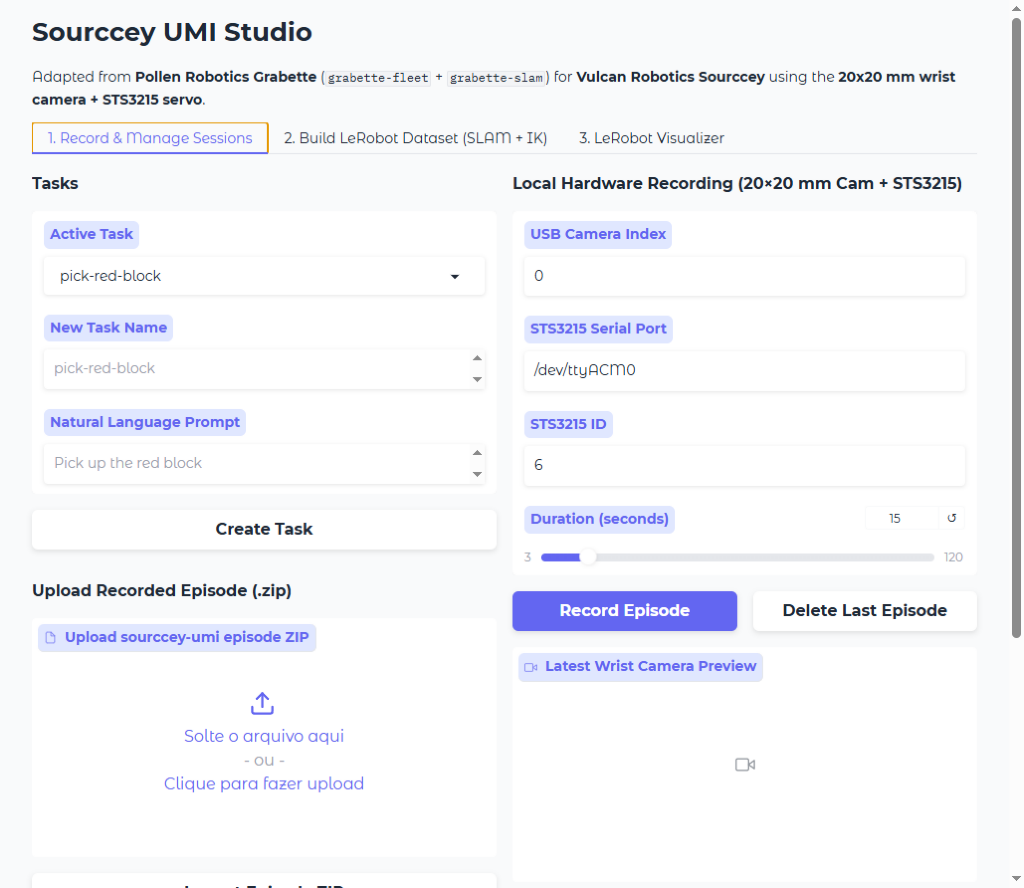 Sourccey UMI Studio
Adapted from Pollen Robotics Grabette (grabette-fleet + grabette-slam) for Vulcan Robotics Sourccey using the 20x20 mm wrist
camera + STS3215 servo.
1. Record & Manage Sessions
2. Build LeRobot Dataset (SLAM + IK)
3. LeRobot Visualizer
Tasks
Active Task
pick-red-block
New Task Name
pick-red-block
Natural Language Prompt
Pick up the red block
Create Task
Upload Recorded Episode (.zip)
Upload sourccey-umi episode ZIP
Solte o arquivo aqui
- ou -
Clique para fazer upload
Local Hardware Recording (20×20 mm Cam + STS3215)
USB Camera Index
0
STS3215 Serial Port
/dev/ttyACM0
STS3215 ID
6
Duration (seconds)
15
3
120
Record Episode
Delete Last Episode
Latest Wrist Camera Preview